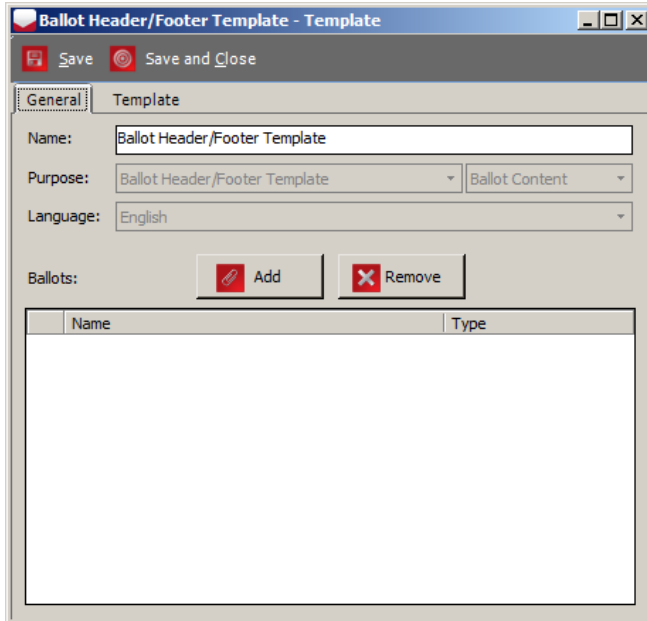 Ballot Header/Footer Template - Template
Save Save and Close
General Template
Name: Ballot Header/Footer Template
Purpose: Ballot Header/Footer Template Ballot Content
Language: English
Ballots: Add Remove
Name Type